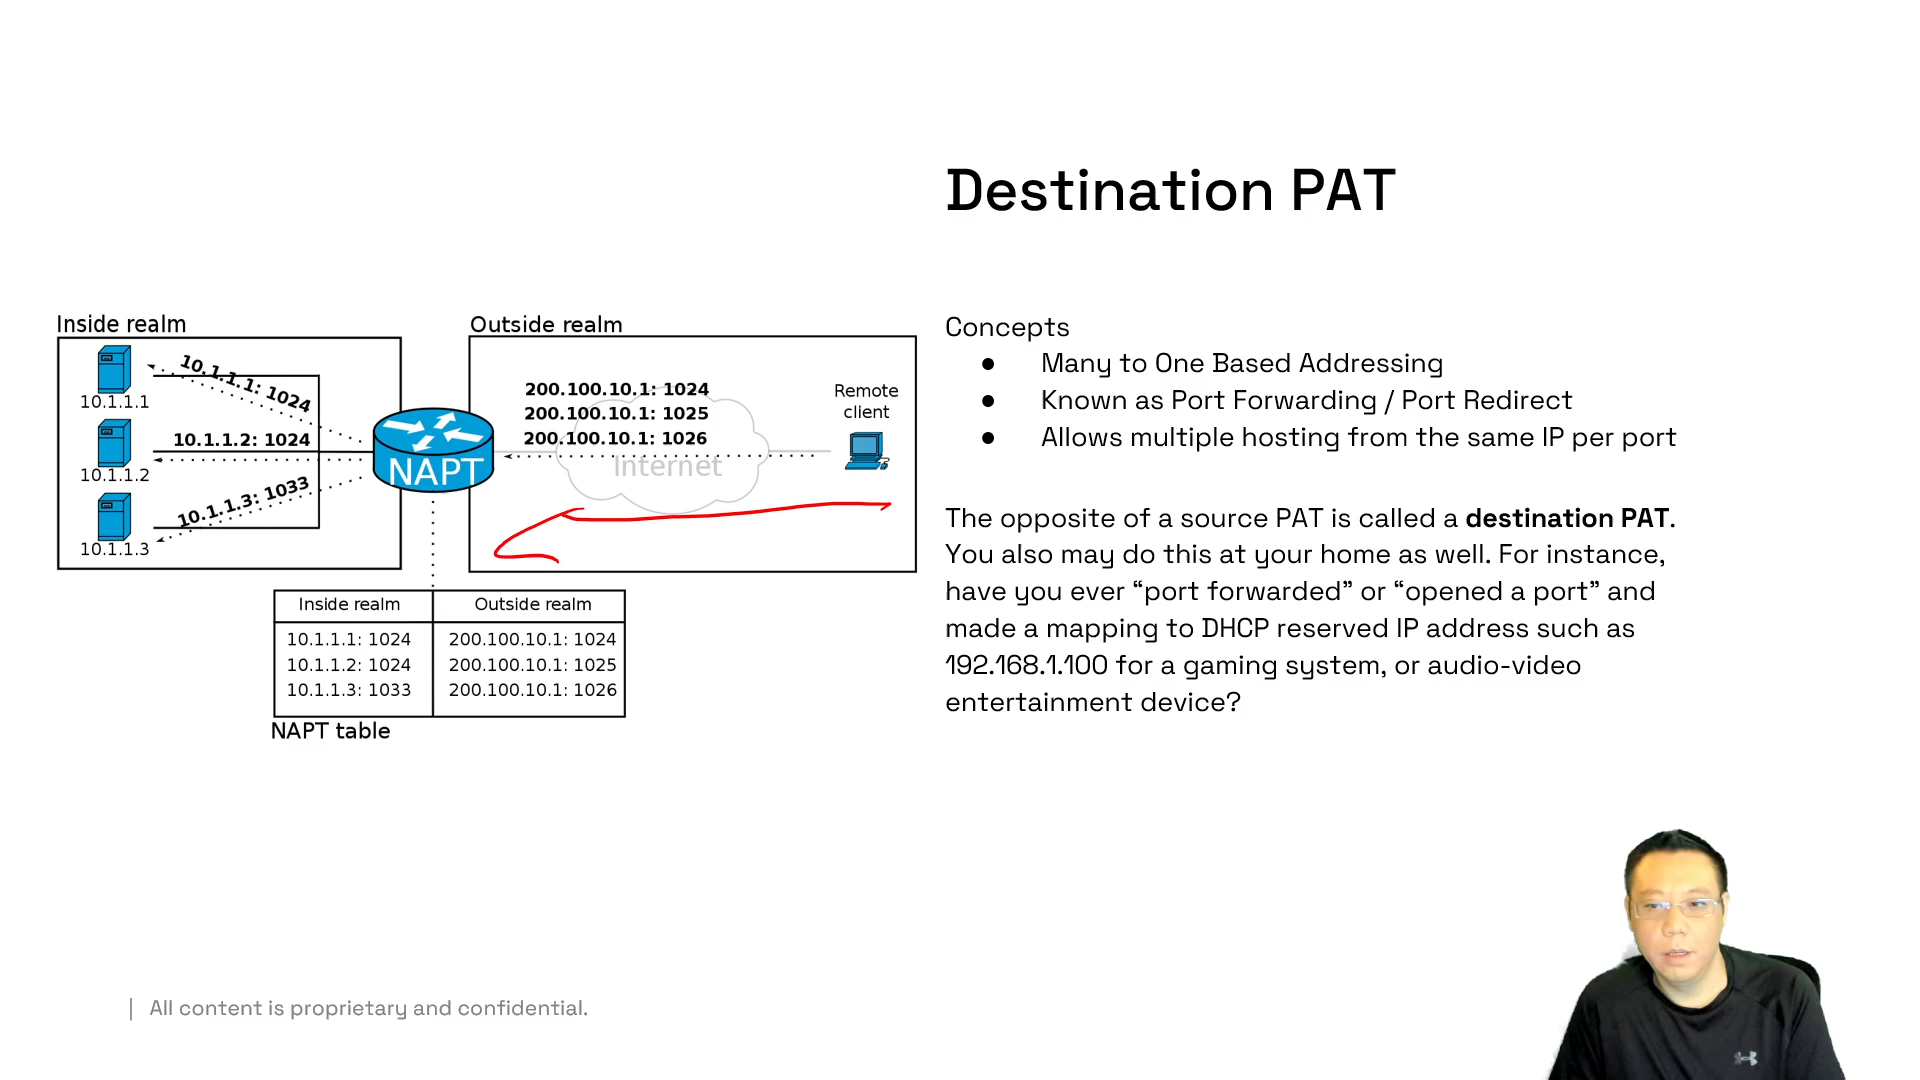 Destination PAT
Inside realm
Outside realm
10.1.1.1: 1024
10.1.1.1
10.1.1.2: 1024
10.1.1.2
10.1.1.3: 1033
10.1.1.3
NAPT
200.100.10.1: 1024
200.100.10.1: 1025
200.100.10.1: 1026
Internet
Remote
client
Inside realm
Outside realm
10.1.1.1: 1024
200.100.10.1: 1024
10.1.1.2: 1024
200.100.10.1: 1025
10.1.1.3: 1033
200.100.10.1: 1026
NAPT table
Concepts
● Many to One Based Addressing
● Known as Port Forwarding / Port Redirect
● Allows multiple hosting from the same IP per port
The opposite of a source PAT is called a destination PAT.
You also may do this at your home as well. For instance,
have you ever “port forwarded” or “opened a port” and
made a mapping to DHCP reserved IP address such as
192.168.1.100 for a gaming system, or audio-video
entertainment device?
| All content is proprietary and confidential.